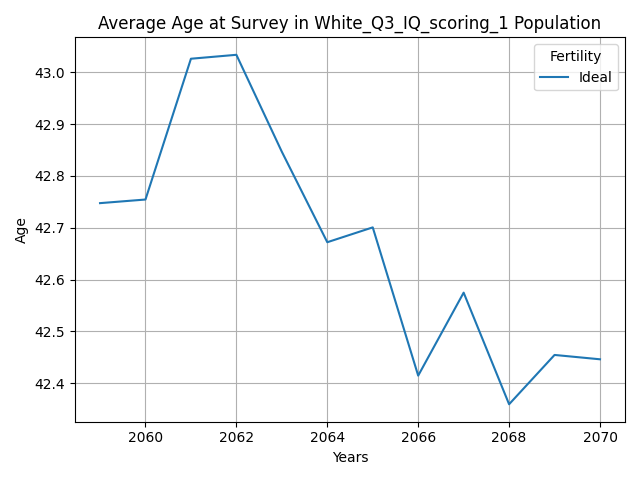 Average Age at Survey in White_Q3_IQ_scoring_1 Population
Fertility
Ideal
43.0
42.9
42.8
42.7
42.6
42.5
42.4
Age
2060 2062 2064 2066 2068 2070
Years